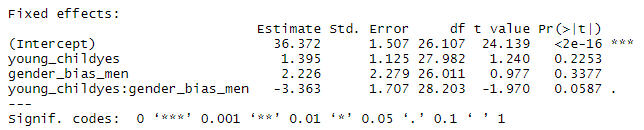 Fixed effects:
Estimate Std. Error df t value Pr(>|t|)
(Intercept) 36.372 1.507 26.107 24.139 <2e-16 ***
young_childyes 1.395 1.125 27.982 1.240 0.2253
gender_bias_men 2.226 2.279 26.011 0.977 0.3377
young_childyes:gender_bias_men -3.363 1.707 28.203 -1.970 0.0587 .
---
Signif. codes: 0 ‘***’ 0.001 ‘**’ 0.01 ‘*’ 0.05 ‘.’ 0.1 ‘ ’ 1